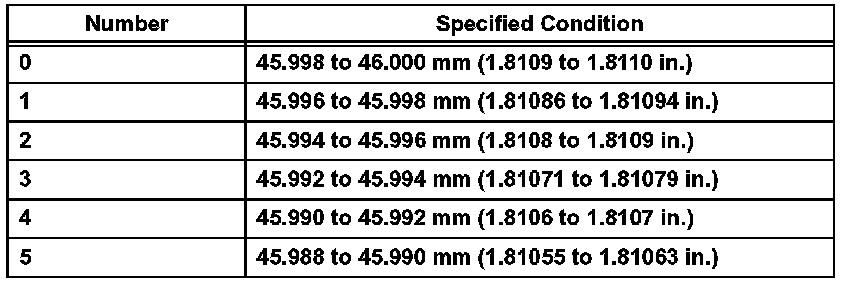 Number Specified Condition
0 45.998 to 46.000 mm (1.8109 to 1.8110 in.)
1 45.996 to 45.998 mm (1.81086 to 1.81094 in.)
2 45.994 to 45.996 mm (1.8108 to 1.8109 in.)
3 45.992 to 45.994 mm (1.81071 to 1.81079 in.)
4 45.990 to 45.992 mm (1.8106 to 1.8107 in.)
5 45.988 to 45.990 mm (1.81055 to 1.81063 in.)